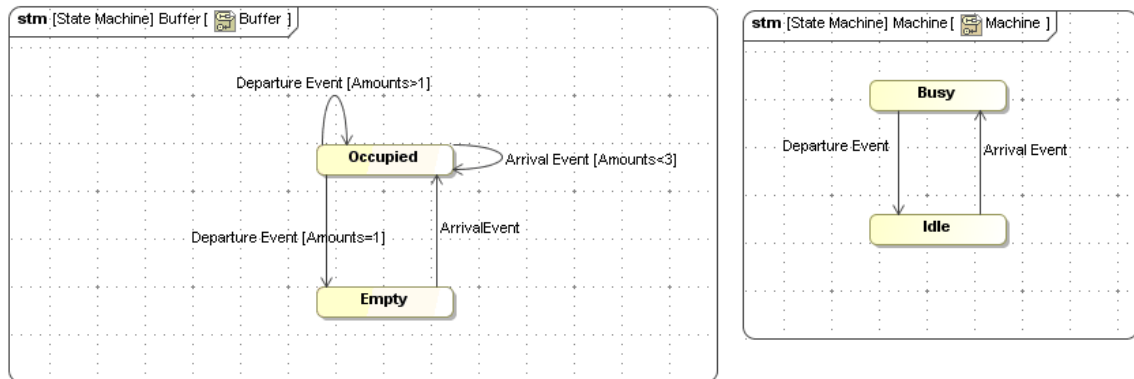 stm [State Machine] Buffer [ Buffer ]
Departure Event [Amounts>1]
Occupied
Arrival Event [Amounts<3]
Departure Event [Amounts=1]
ArrivalEvent
Empty
stm [State Machine] Machine [ Machine ]
Busy
Departure Event
Arrival Event
Idle